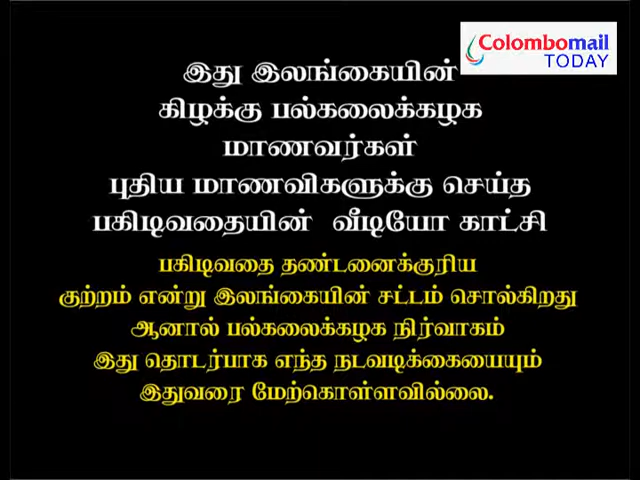 Colombomail
TODAY
இது இலங்கையின்
கிழக்கு பல்கலைக்கழக
மாணவர்கள்
புதிய மாணவிகளுக்கு செய்த
பகிடிவதையின் வீடியோ காட்சி
பகிடிவதை தண்டனைக்குரிய
குற்றம் என்று இலங்கையின் சட்டம் சொல்கிறது
ஆனால் பல்கலைக்கழக நிர்வாகம்
இது தொடர்பாக எந்த நடவடிக்கையையும்
இதுவரை மேற்கொள்ளவில்லை.